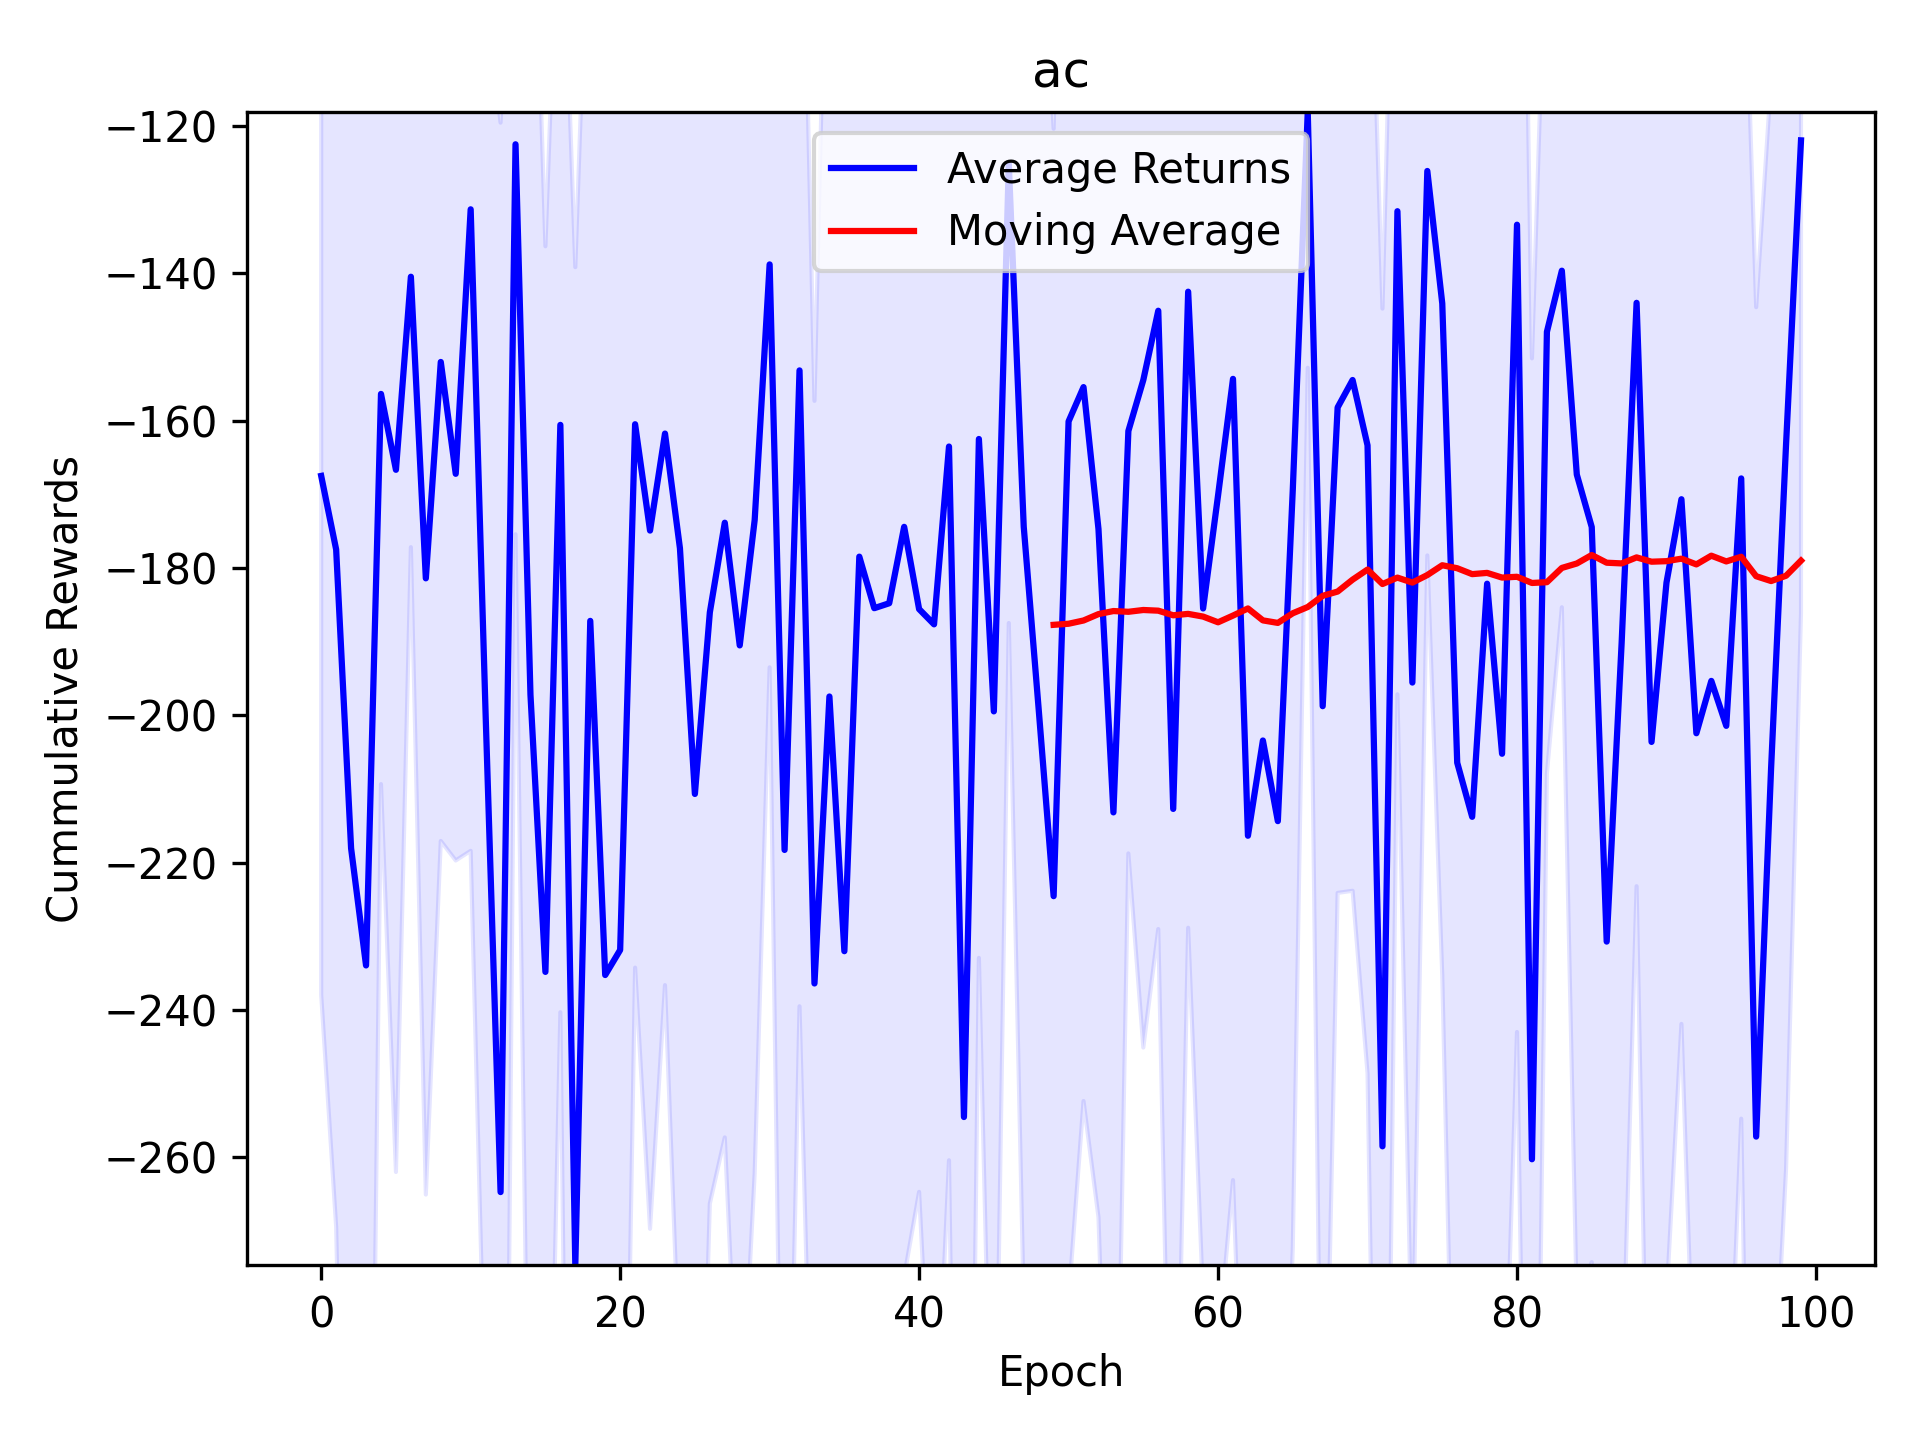 ac
−120
−140
−160
−180
−200
−220
−240
−260
Cummulative Rewards
Average Returns
Moving Average
0 20 40 60 80 100
Epoch